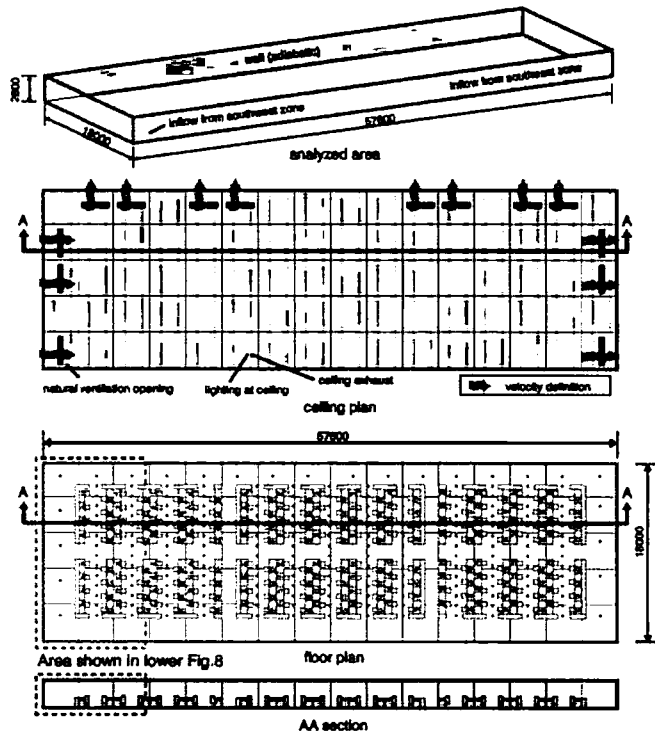 wall (adiabatic)
inflow from southeast zone
inflow from southwest zone
18000
57600
analyzed area
A
A
natural ventilation opening
lighting at ceiling
ceiling exhaust
velocity definition
ceiling plan
57600
A
A
18000
Area shown in lower Fig.8
floor plan
AA section